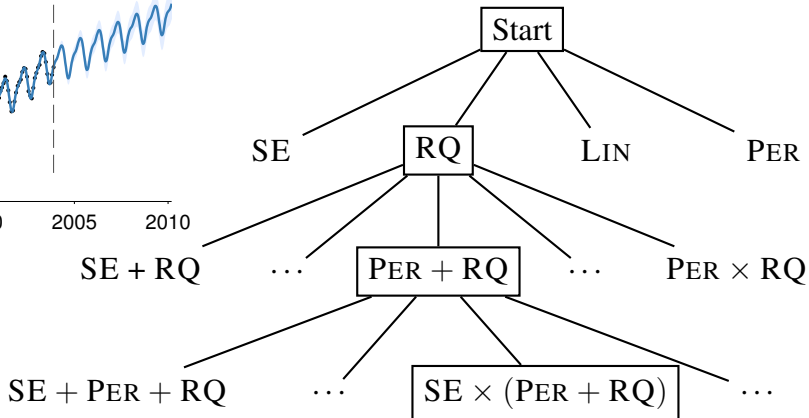 Start
SE RQ LIN PER
0 2005 2010
SE + RQ ... PER + RQ ... PER × RQ
SE + PER + RQ ... SE × (PER + RQ) ...